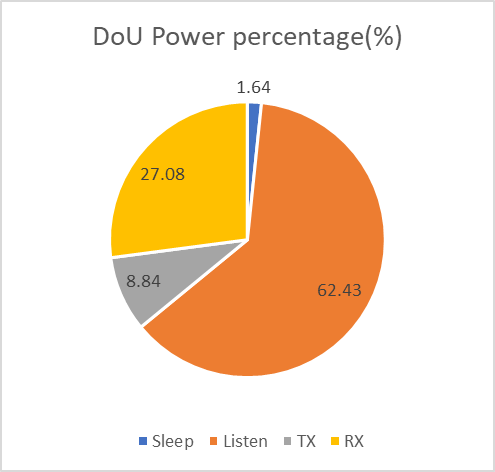 DoU Power percentage(%)
1.64
27.08
8.84
62.43
Sleep Listen TX RX